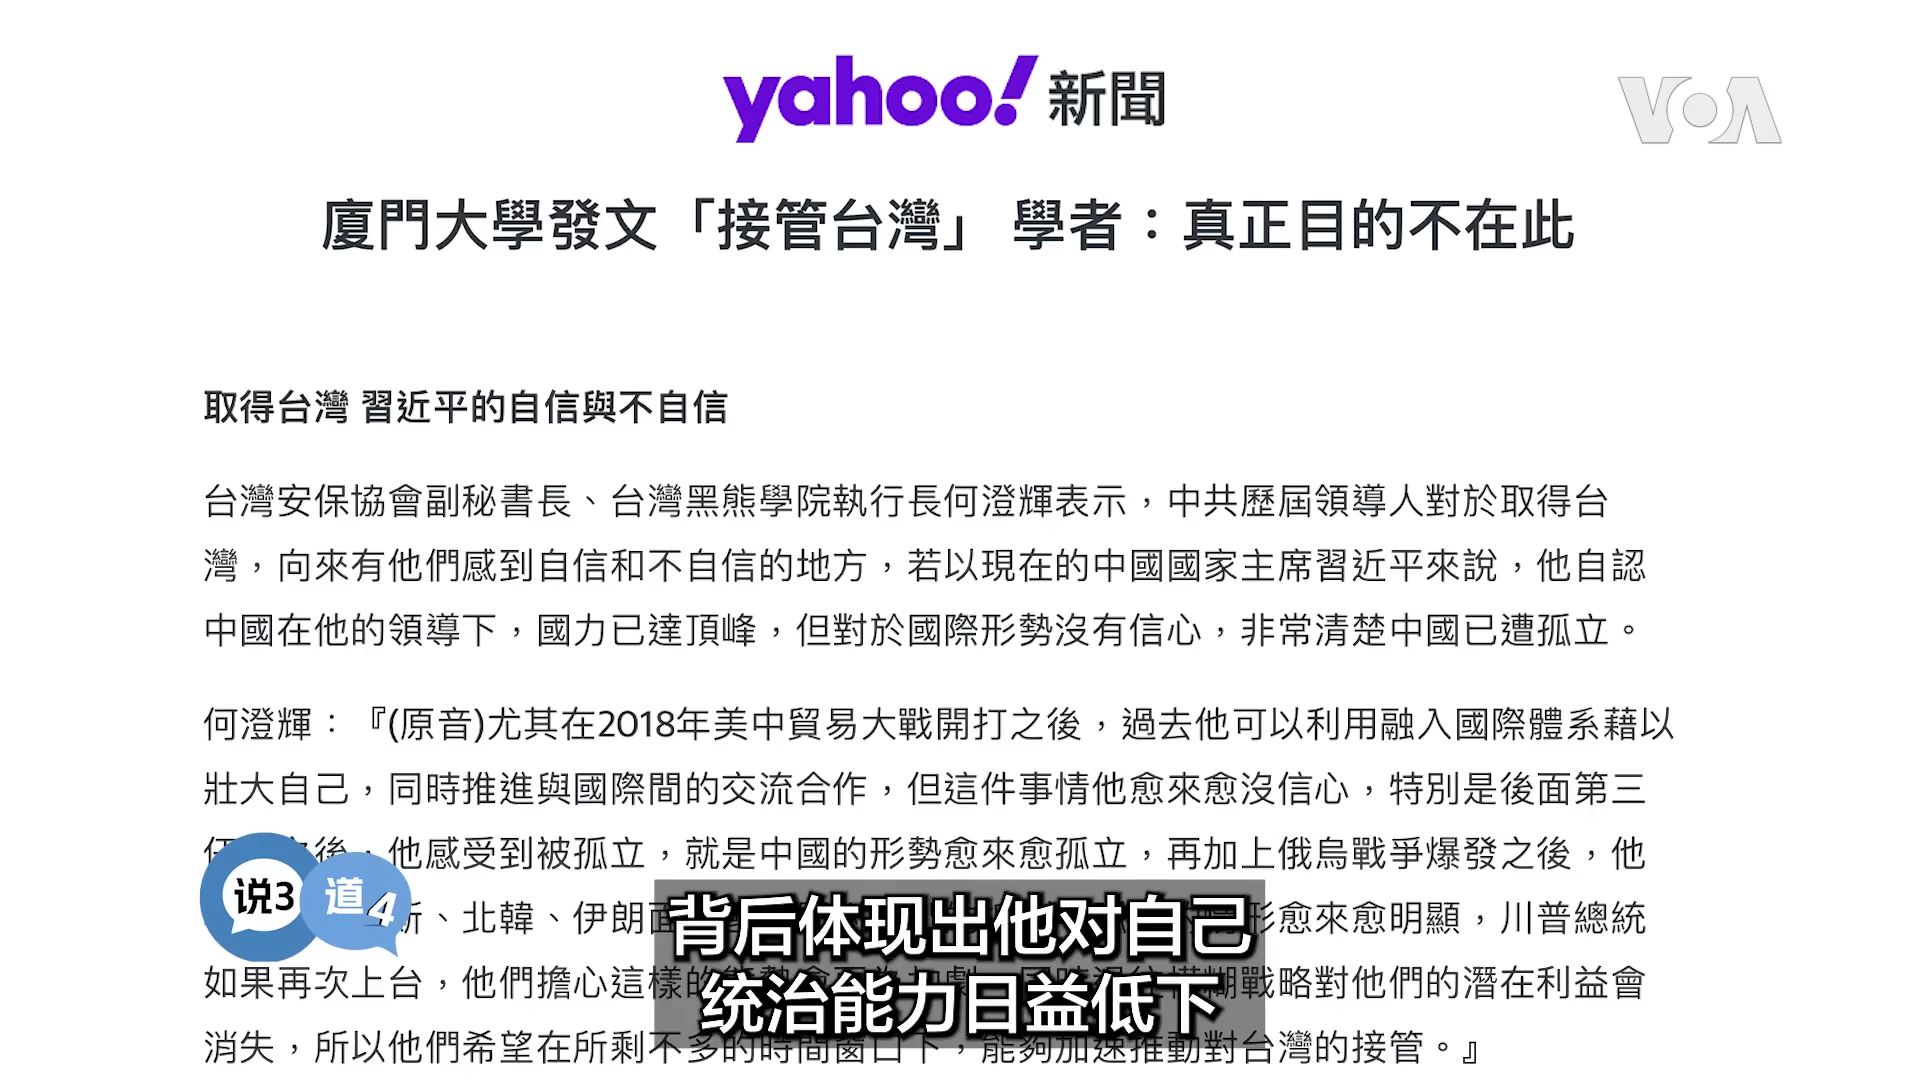 yahoo!新聞
VOA
廈門大學發文「接管台灣」 學者：真正目的不在此
取得台灣 習近平的自信與不自信
台灣安保協會副秘書長、台灣黑熊學院執行長何澄輝表示，中共歷屆領導人對於取得台
灣，向來有他們感到自信和不自信的地方，若以現在的中國國家主席習近平來說，他自認
中國在他的領導下，國力已達頂峰，但對於國際形勢沒有信心，非常清楚中國已遭孤立。
何澄輝：『(原音)尤其在2018年美中貿易大戰開打之後，過去他可以利用融入國際體系藉以
壯大自己，同時推進與國際間的交流合作，但這件事情他愈來愈沒信心，特別是後面第三
後，他感受到被孤立，就是中國的形勢愈來愈孤立，再加上俄烏戰爭爆發之後，他
斯、北韓、伊朗 形愈來愈明顯，川普總統
如果再次上台，他們擔心這樣的 戰略對他們的潛在利益會
消失，所以他們希望在所剩不多的時間窗口下，能夠加速推動對台灣的接管。』
说3道4
背后体现出他对自己
统治能力日益低下